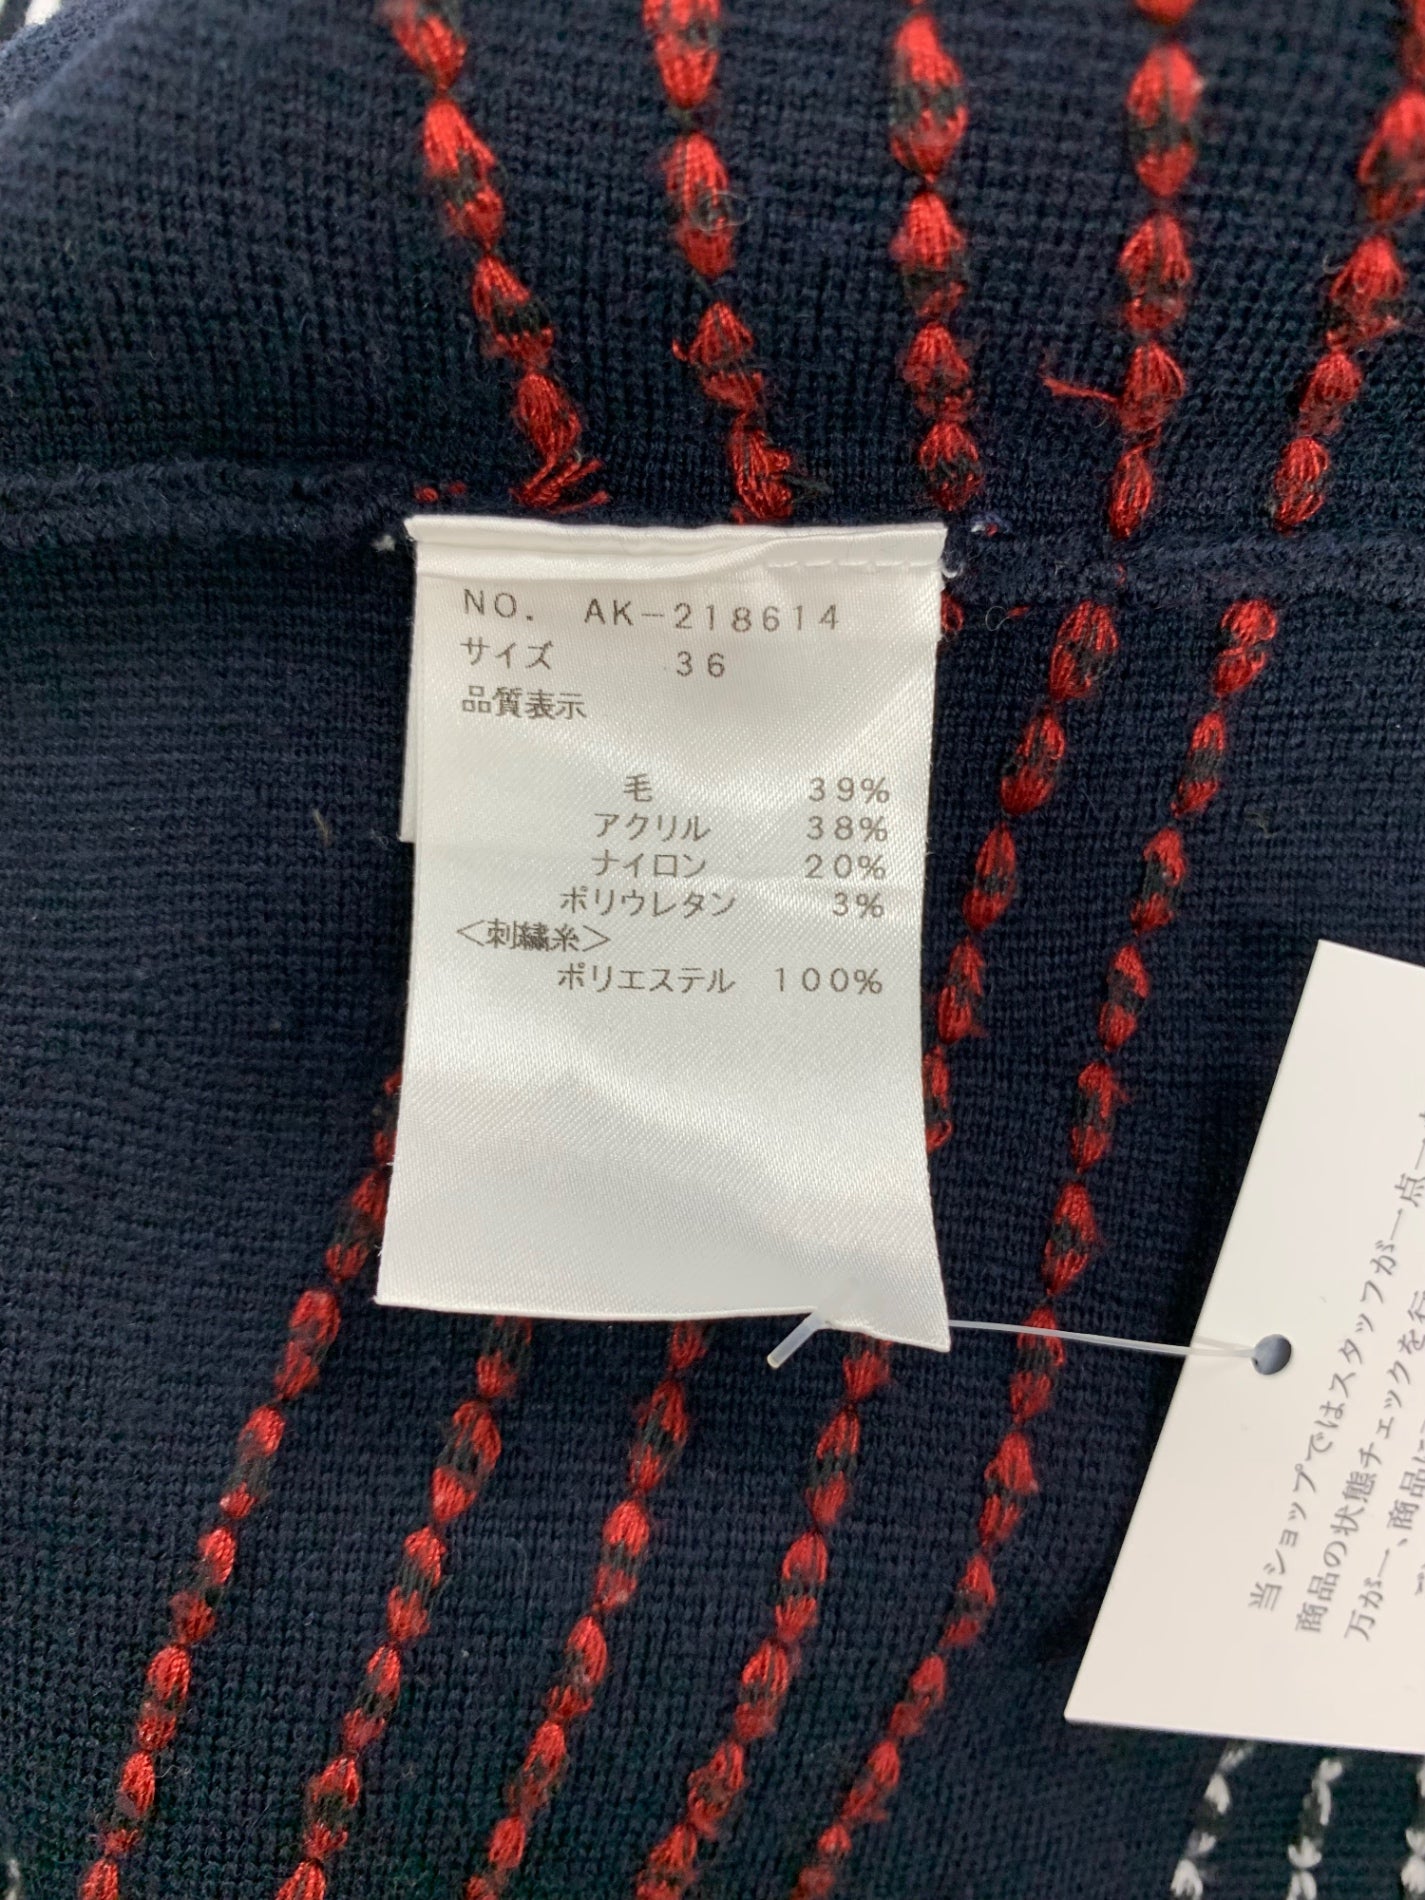 NO. AK-218614
サイズ 36
品質表示
毛 39%
アクリル 38%
ナイロン 20%
ポリウレタン 3%
<刺繍糸>
ポリエステル 100%
当ショップではスタッフが一点一
商品の状態チェックを行
万が一、商品に